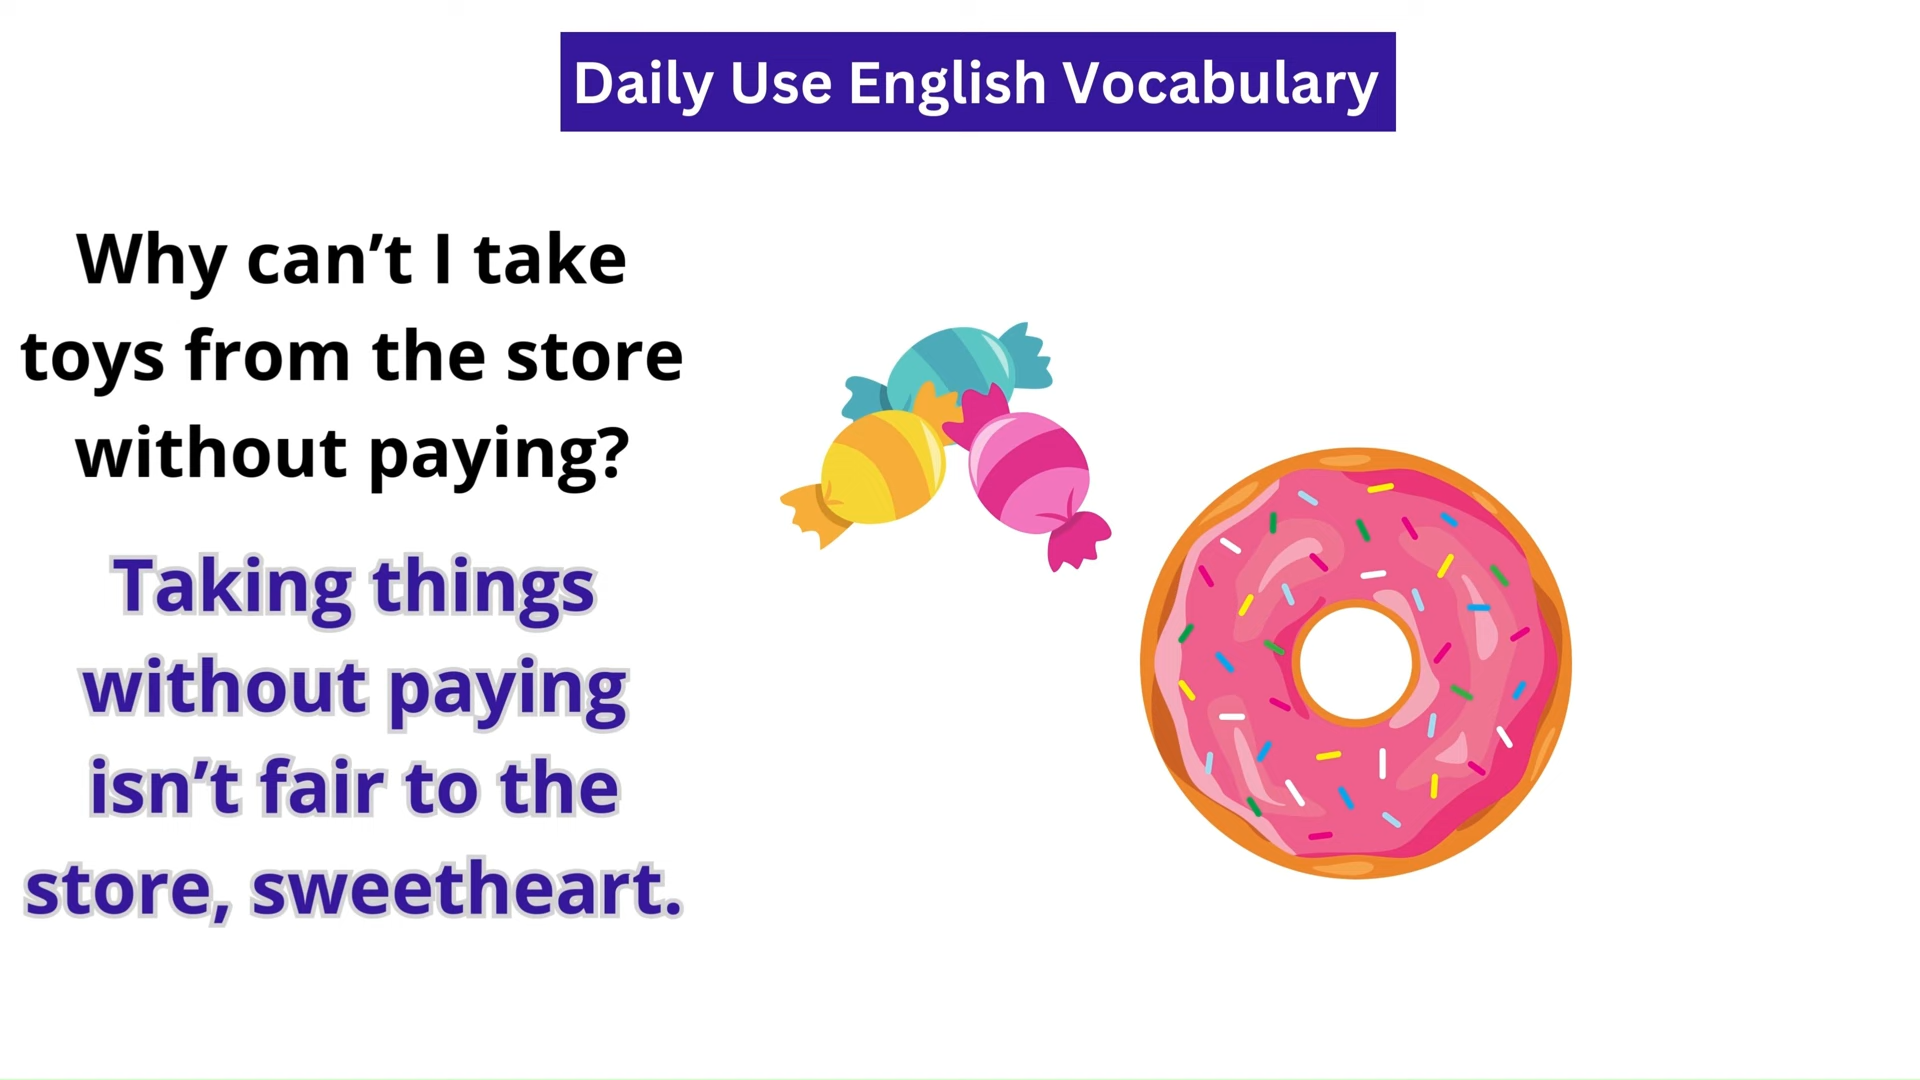 Daily Use English Vocabulary
Why can’t I take
toys from the store
without paying?
Taking things
without paying
isn’t fair to the
store, sweetheart.